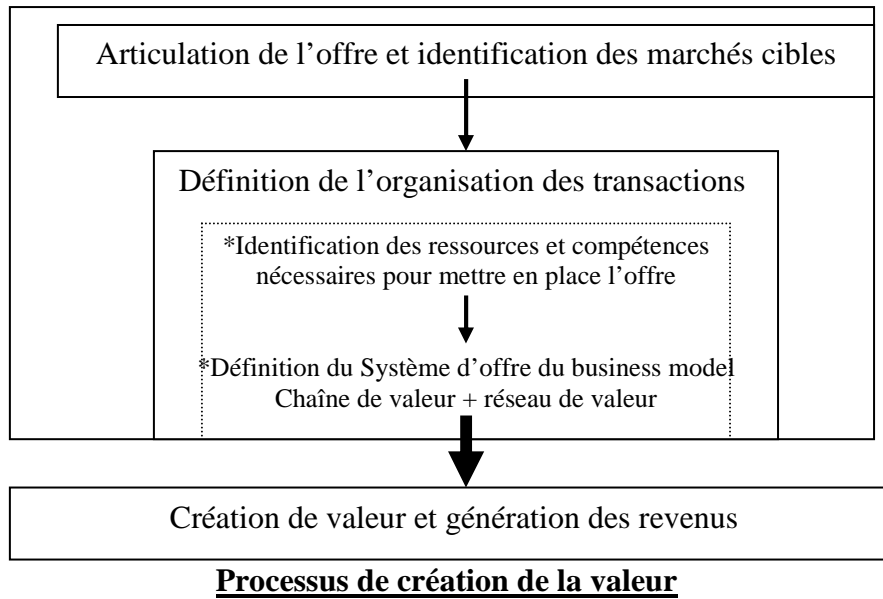 Articulation de l’offre et identification des marchés cibles
Définition de l’organisation des transactions
*Identification des ressources et compétences
nécessaires pour mettre en place l’offre
*Définition du Système d’offre du business model
Chaîne de valeur + réseau de valeur
Création de valeur et génération des revenus
Processus de création de la valeur